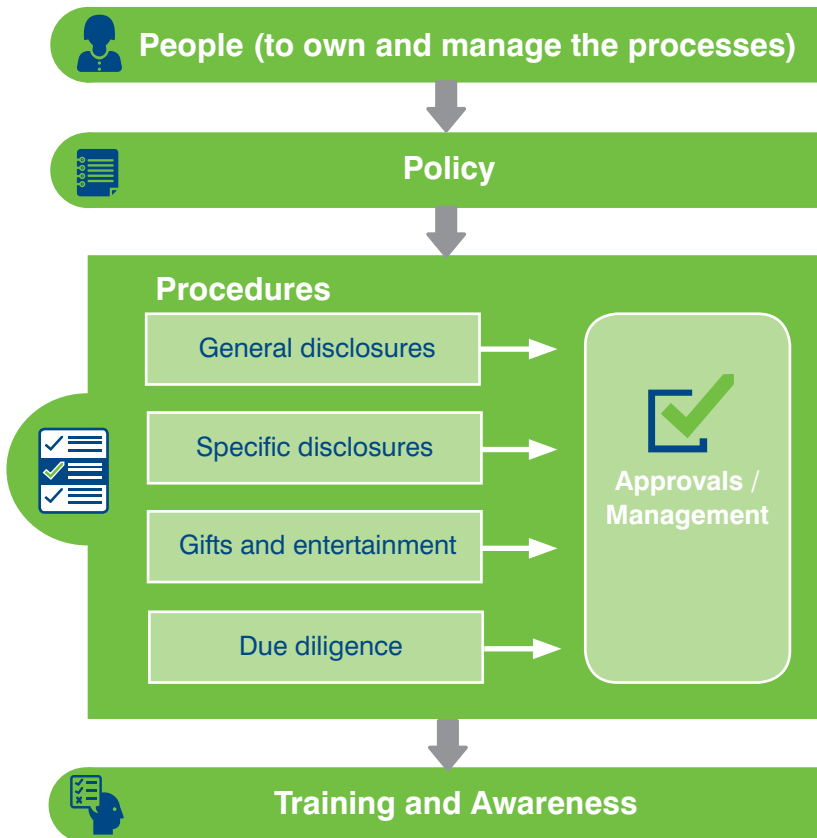 People (to own and manage the processes)
Policy
Procedures
General disclosures
Specific disclosures
Gifts and entertainment
Due diligence
Approvals /
Management
Training and Awareness